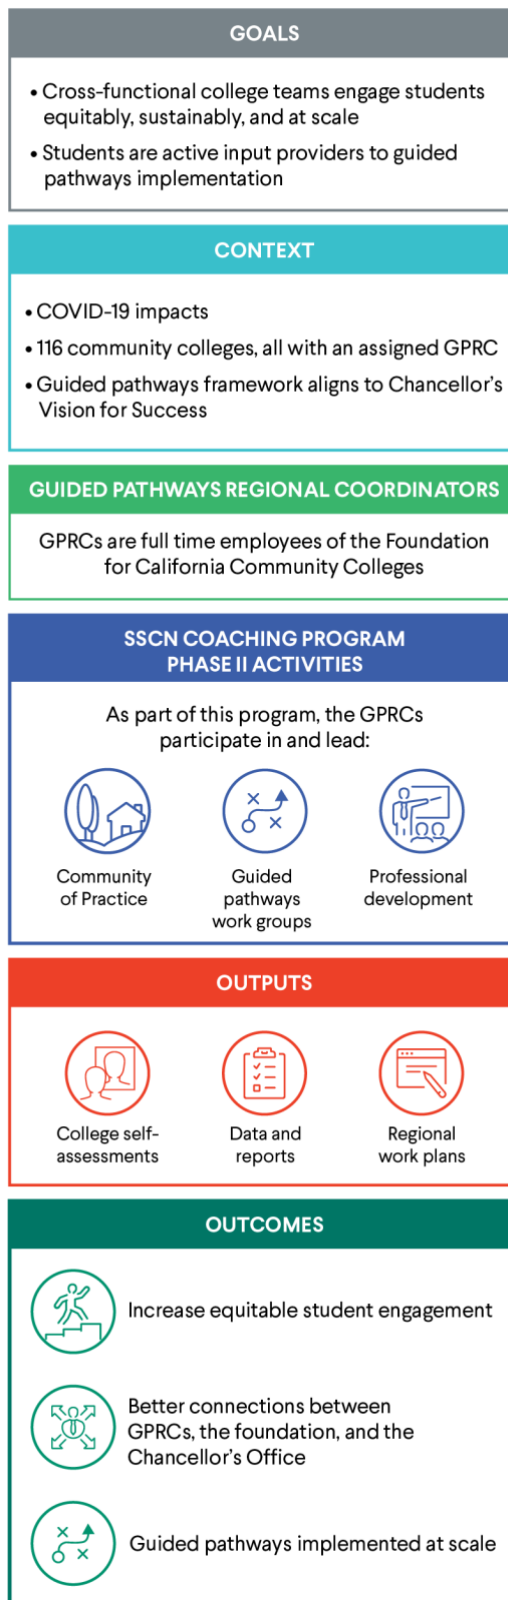 GOALS
• Cross-functional college teams engage students
equitably, sustainably, and at scale
• Students are active input providers to guided
pathways implementation
CONTEXT
• COVID-19 impacts
• 116 community colleges, all with an assigned GPRC
• Guided pathways framework aligns to Chancellor's
Vision for Success
GUIDED PATHWAYS REGIONAL COORDINATORS
GPRCs are full time employees of the Foundation
for California Community Colleges
SSCN COACHING PROGRAM
PHASE II ACTIVITIES
As part of this program, the GPRCs
participate in and lead:
Community
of Practice
Guided
pathways
work groups
Professional
development
OUTPUTS
College self-
assessments
Data and
reports
Regional
work plans
OUTCOMES
Increase equitable student engagement
Better connections between
GPRCs, the foundation, and the
Chancellor's Office
Guided pathways implemented at scale